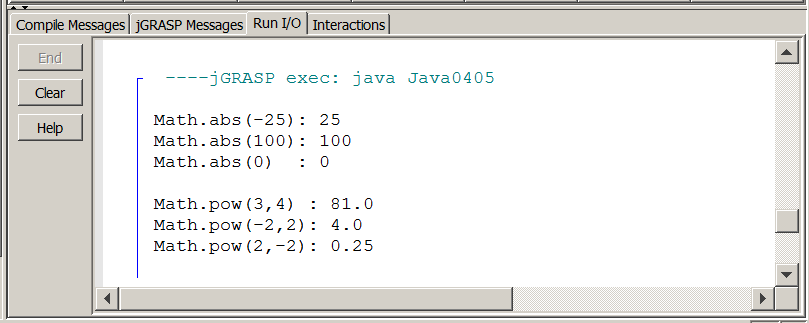 Compile Messages jGRASP Messages Run I/O Interactions
End
Clear
Help
----jGRASP exec: java Java0405
Math.abs(-25): 25
Math.abs(100): 100
Math.abs(0)  : 0
Math.pow(3,4) : 81.0
Math.pow(-2,2): 4.0
Math.pow(2,-2): 0.25